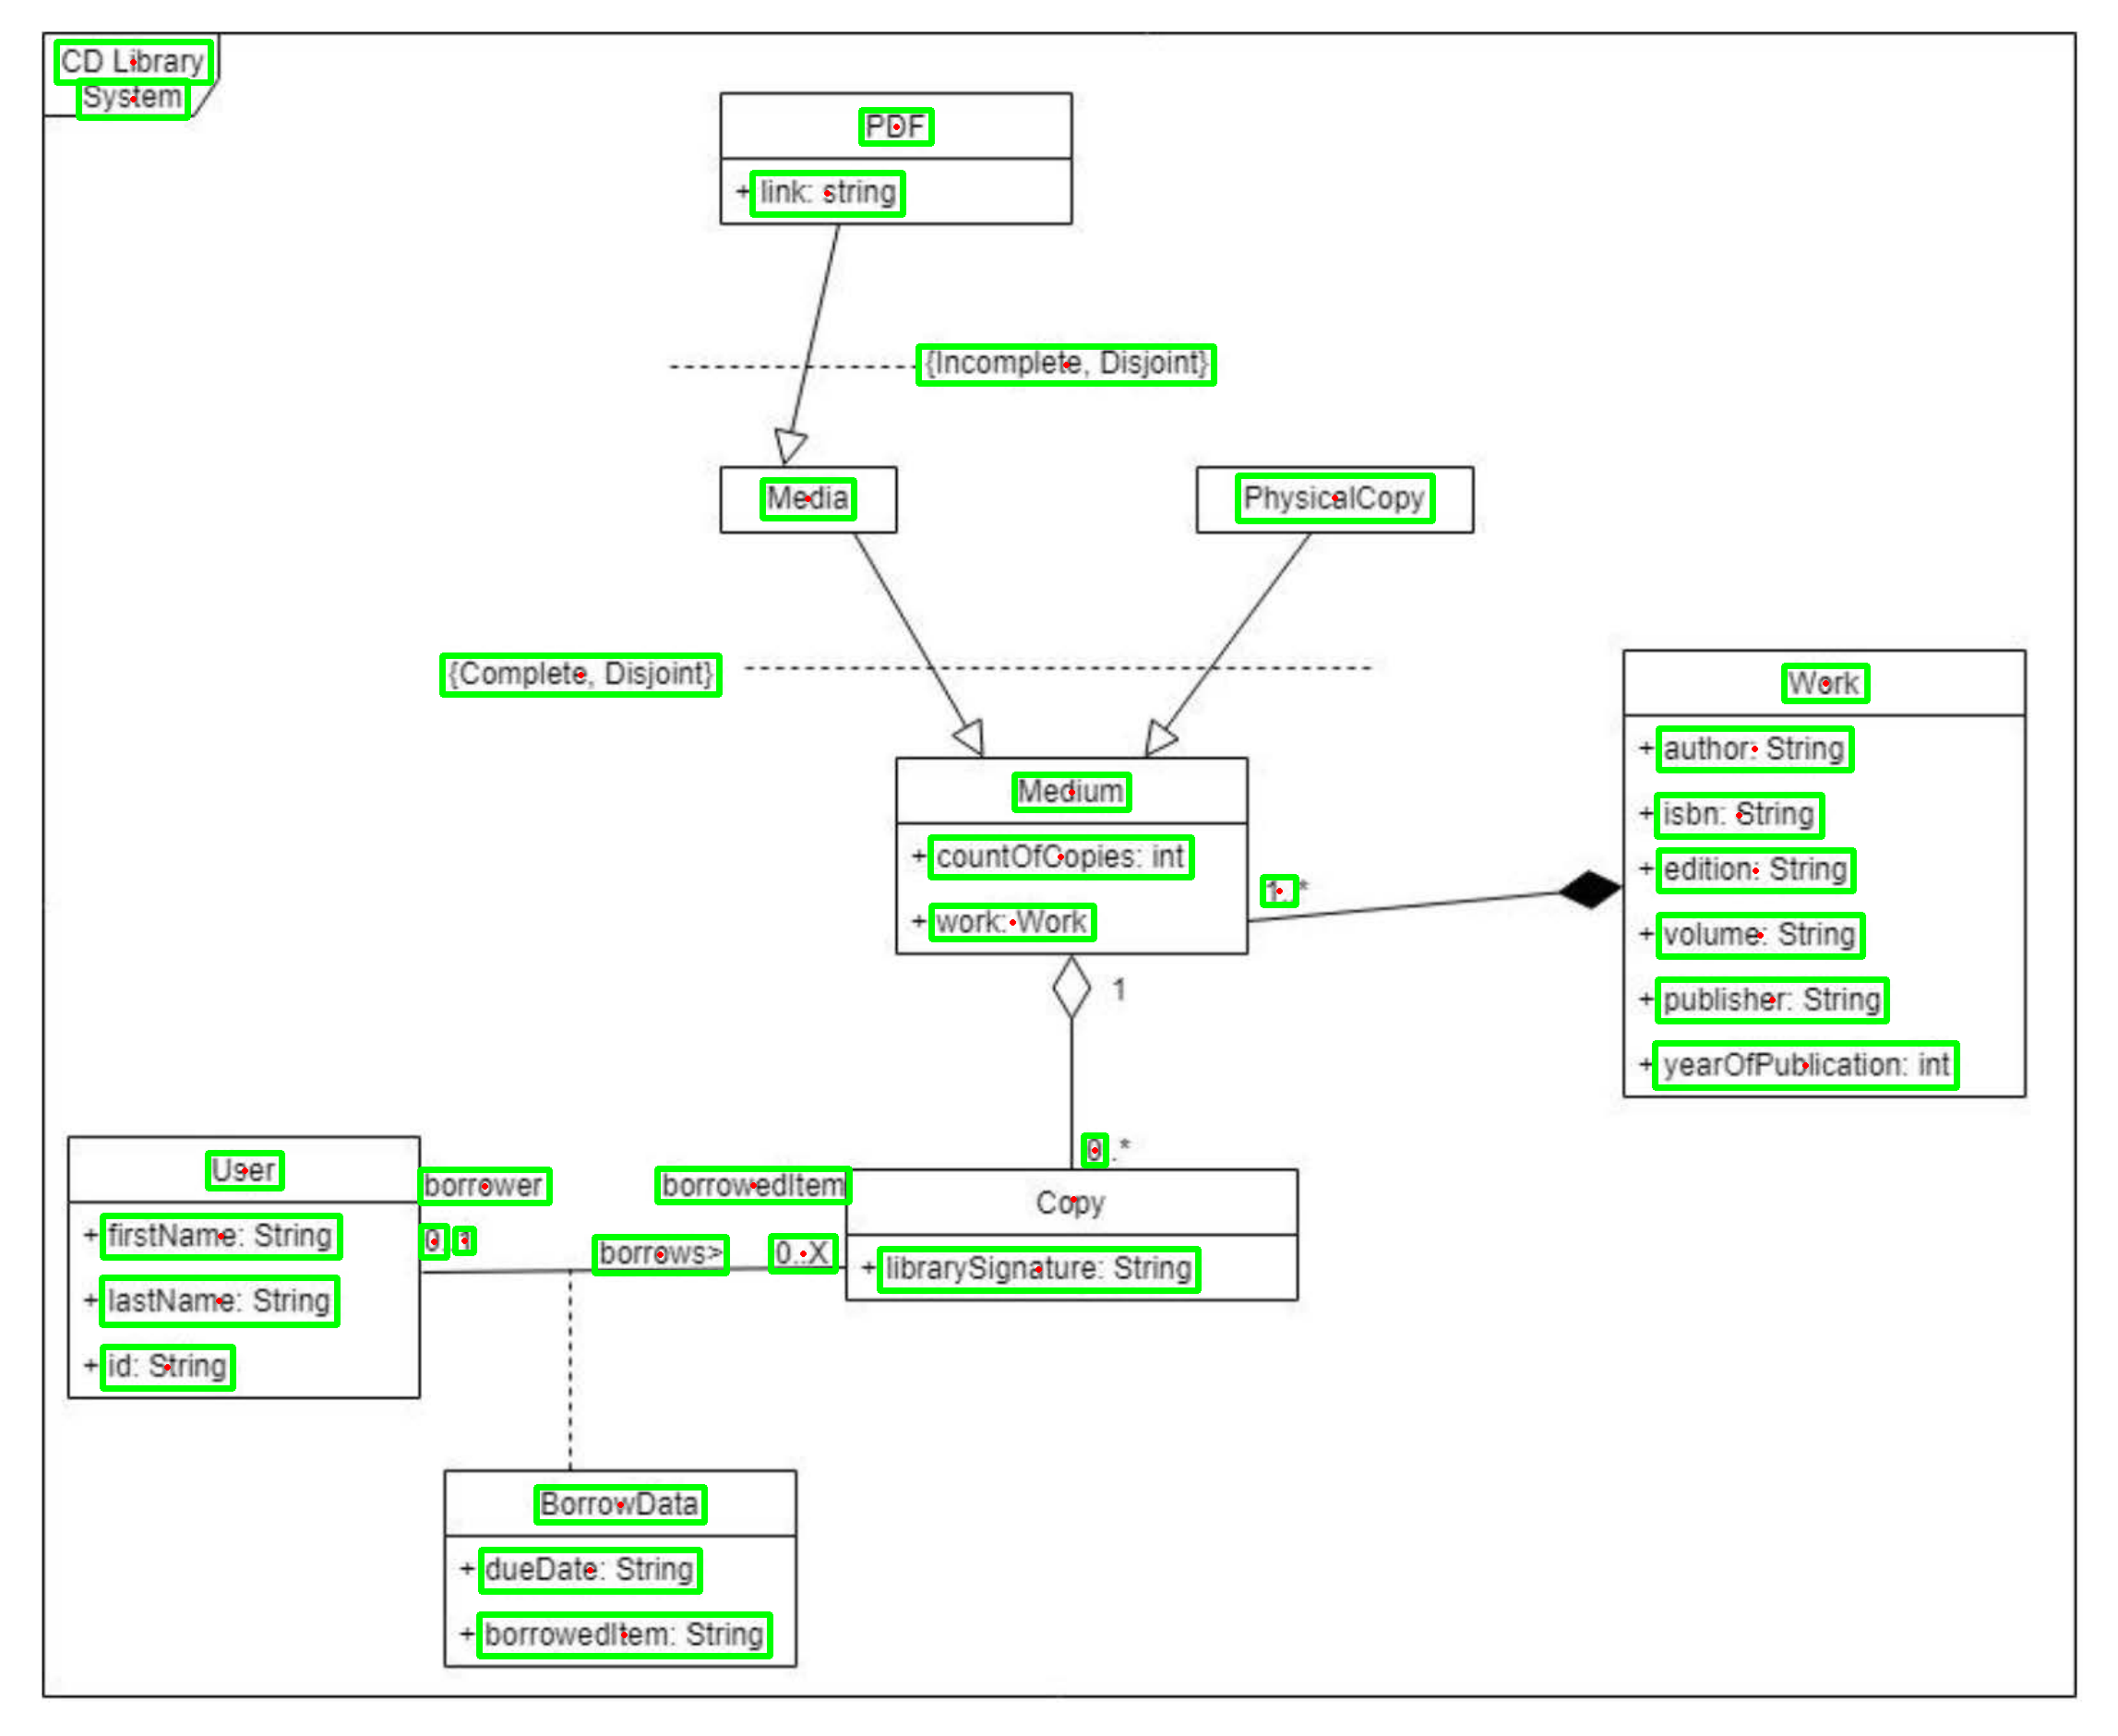 CD Library
System
PDF
+ link: string
{Incomplete, Disjoint}
Media
PhysicalCopy
{Complete, Disjoint}
Work
+ author: String
+ isbn: String
+ edition: String
+ volume: String
+ publisher: String
+ yearOfPublication: int
Medium
+ countOfCopies: int
+ work: Work
1..*
1
0..*
User
+ firstName: String
+ lastName: String
+ id: String
borrower
0..1
borrows>
borrowedItem
0..X
Copy
+ librarySignature: String
BorrowData
+ dueDate: String
+ borrowedItem: String